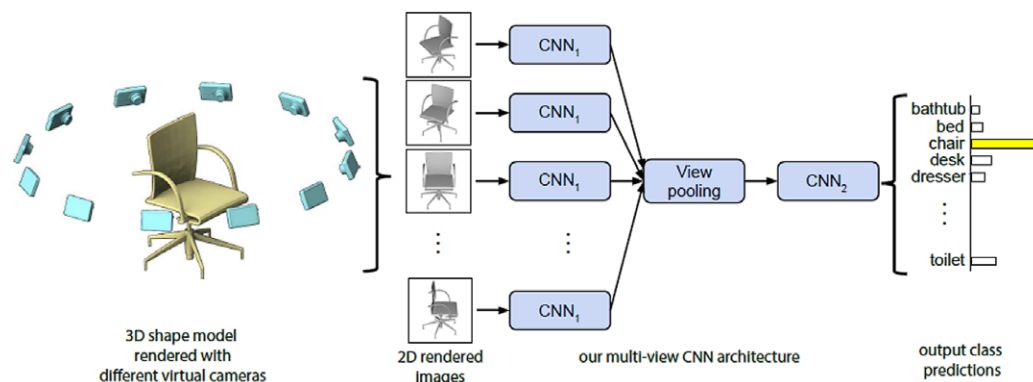 CNN₁
CNN₁
CNN₁
CNN₁
View
pooling
CNN₂
bathtub
bed
chair
desk
dresser
toilet
3D shape model
rendered with
different virtual cameras
2D rendered
images
our multi-view CNN architecture
output class
predictions